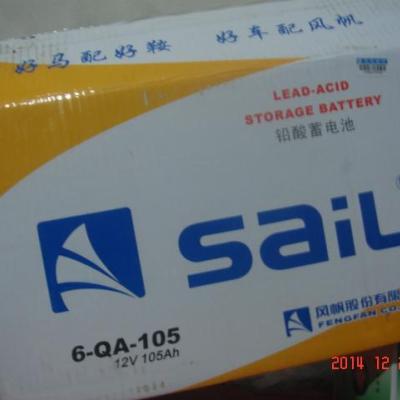 好马配好鞍 好车配风帆
LEAD-ACID
STORAGE BATTERY
铅酸蓄电池
sail
6-QA-105
12V 105Ah
风帆股份有限
FENGFAN CO.
2014 12